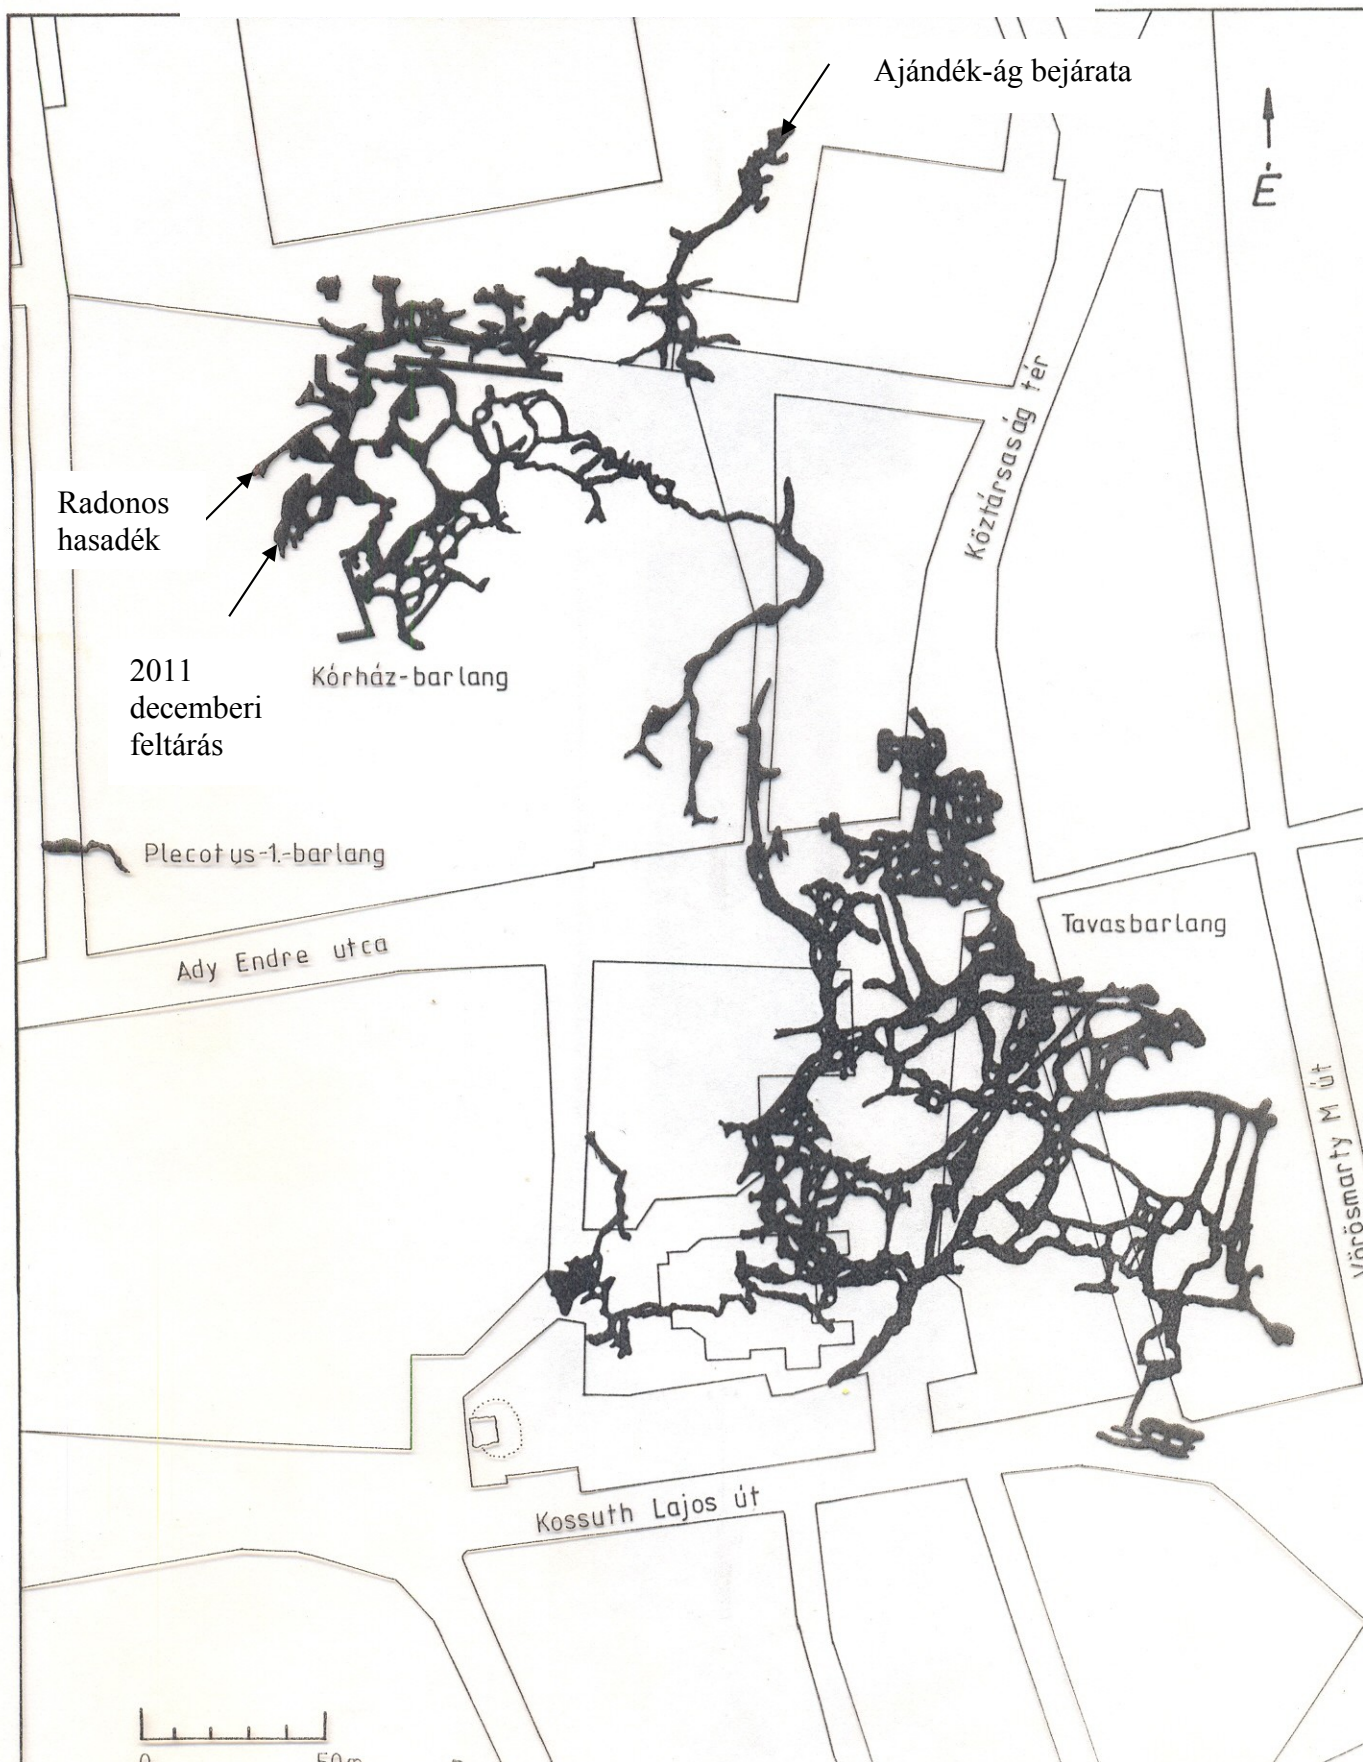 Ajándék-ág bejárata
É
Köztársaság tér
Radonos
hasadék
2011
decemberi
feltárás
Kórház-barlang
Plecotus-1.-barlang
Tavasbarlang
Ady Endre utca
Vörösmarty M út
Kossuth Lajos út
0 50m